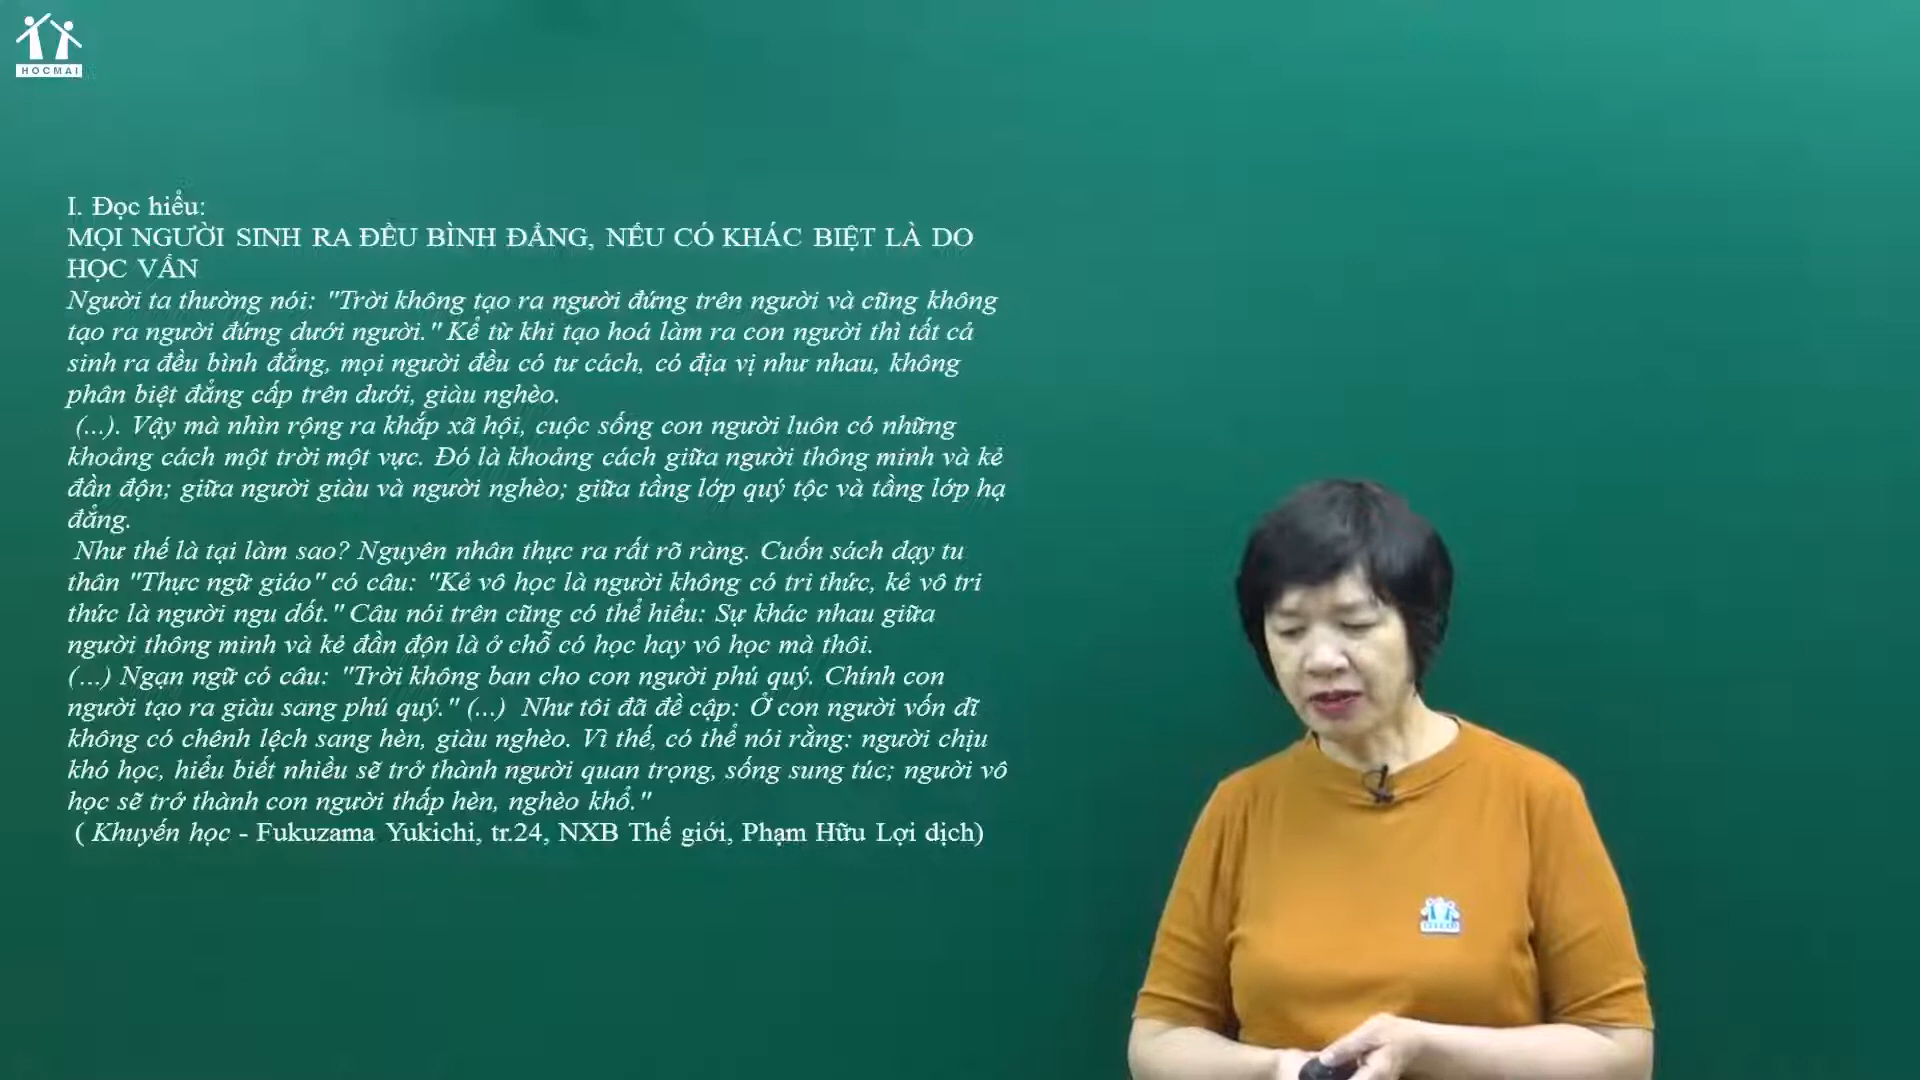 HOCMAI
I. Đọc hiểu:
MỌI NGƯỜI SINH RA ĐỀU BÌNH ĐẲNG, NẾU CÓ KHÁC BIỆT LÀ DO
HỌC VẤN
Người ta thường nói: "Trời không tạo ra người đứng trên người và cũng không
tạo ra người đứng dưới người." Kể từ khi tạo hoá làm ra con người thì tất cả
sinh ra đều bình đẳng, mọi người đều có tư cách, có địa vị như nhau, không
phân biệt đẳng cấp trên dưới, giàu nghèo.
(...). Vậy mà nhìn rộng ra khắp xã hội, cuộc sống con người luôn có những
khoảng cách một trời một vực. Đó là khoảng cách giữa người thông minh và kẻ
đần độn; giữa người giàu và người nghèo; giữa tầng lớp quý tộc và tầng lớp hạ
đẳng.
Như thế là tại làm sao? Nguyên nhân thực ra rất rõ ràng. Cuốn sách dạy tu
thân "Thực ngữ giáo" có câu: "Kẻ vô học là người không có tri thức, kẻ vô tri
thức là người ngu dốt." Câu nói trên cũng có thể hiểu: Sự khác nhau giữa
người thông minh và kẻ đần độn là ở chỗ có học hay vô học mà thôi.
(...) Ngạn ngữ có câu: "Trời không ban cho con người phú quý. Chính con
người tạo ra giàu sang phú quý." (...) Như tôi đã đề cập: Ở con người vốn dĩ
không có chênh lệch sang hèn, giàu nghèo. Vì thế, có thể nói rằng: người chịu
khó học, hiểu biết nhiều sẽ trở thành người quan trọng, sống sung túc; người vô
học sẽ trở thành con người thấp hèn, nghèo khổ."
( Khuyến học - Fukuzama Yukichi, tr.24, NXB Thế giới, Phạm Hữu Lợi dịch)
HOCMAI